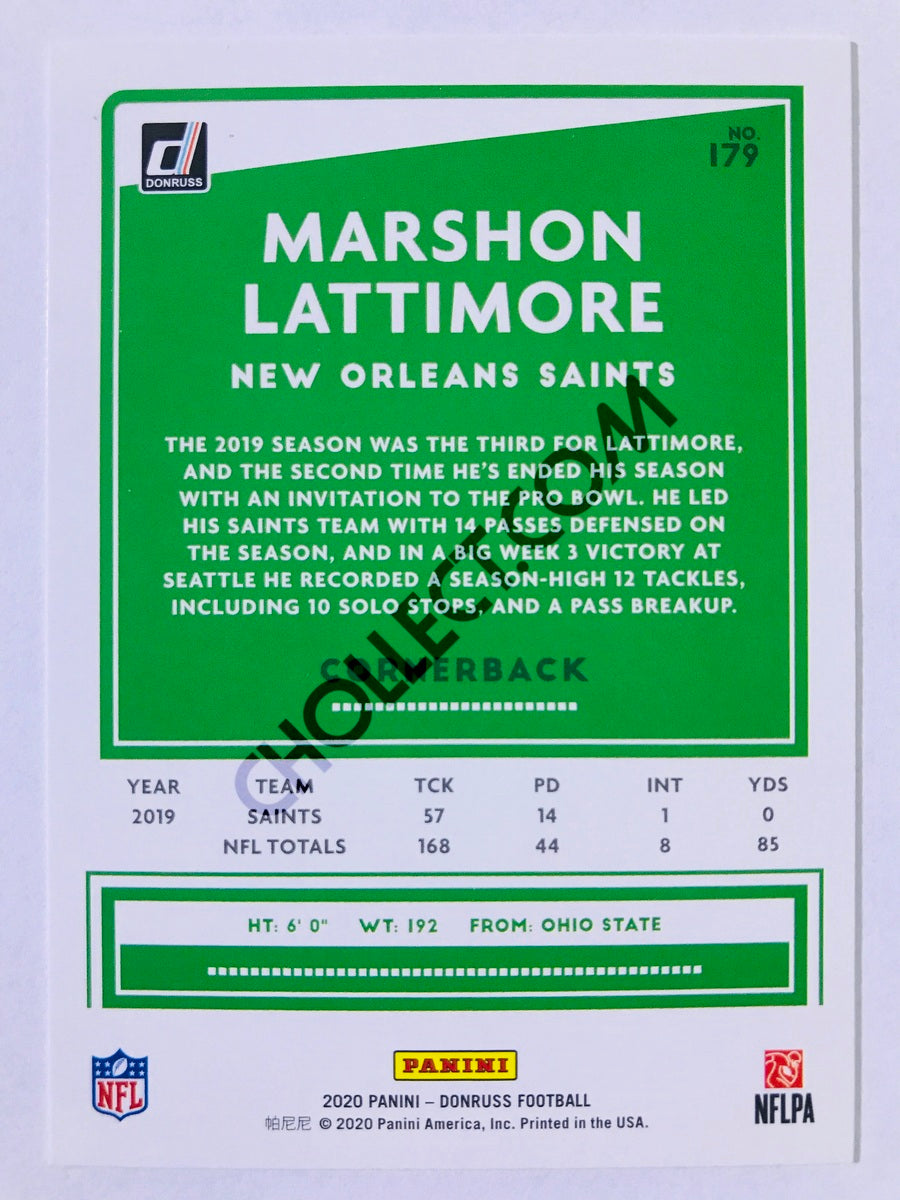 DONRUSS
NO.
179
MARSHON
LATTIMORE
NEW ORLEANS SAINTS
THE 2019 SEASON WAS THE THIRD FOR LATTIMORE,
AND THE SECOND TIME HE'S ENDED HIS SEASON
WITH AN INVITATION TO THE PRO BOWL. HE LED
HIS SAINTS TEAM WITH 14 PASSES DEFENSED ON
THE SEASON, AND IN A BIG WEEK 3 VICTORY AT
SEATTLE HE RECORDED A SEASON-HIGH 12 TACKLES,
INCLUDING 10 SOLO STOPS, AND A PASS BREAKUP.
CORNERBACK
CHOLLECT.COM
YEAR TEAM TCK PD INT YDS
2019 SAINTS 57 14 1 0
NFL TOTALS 168 44 8 85
HT: 6' 0" WT: 192 FROM: OHIO STATE
NFL
PANINI
2020 PANINI – DONRUSS FOOTBALL
帕尼尼 © 2020 Panini America, Inc. Printed in the USA.
NFLPA